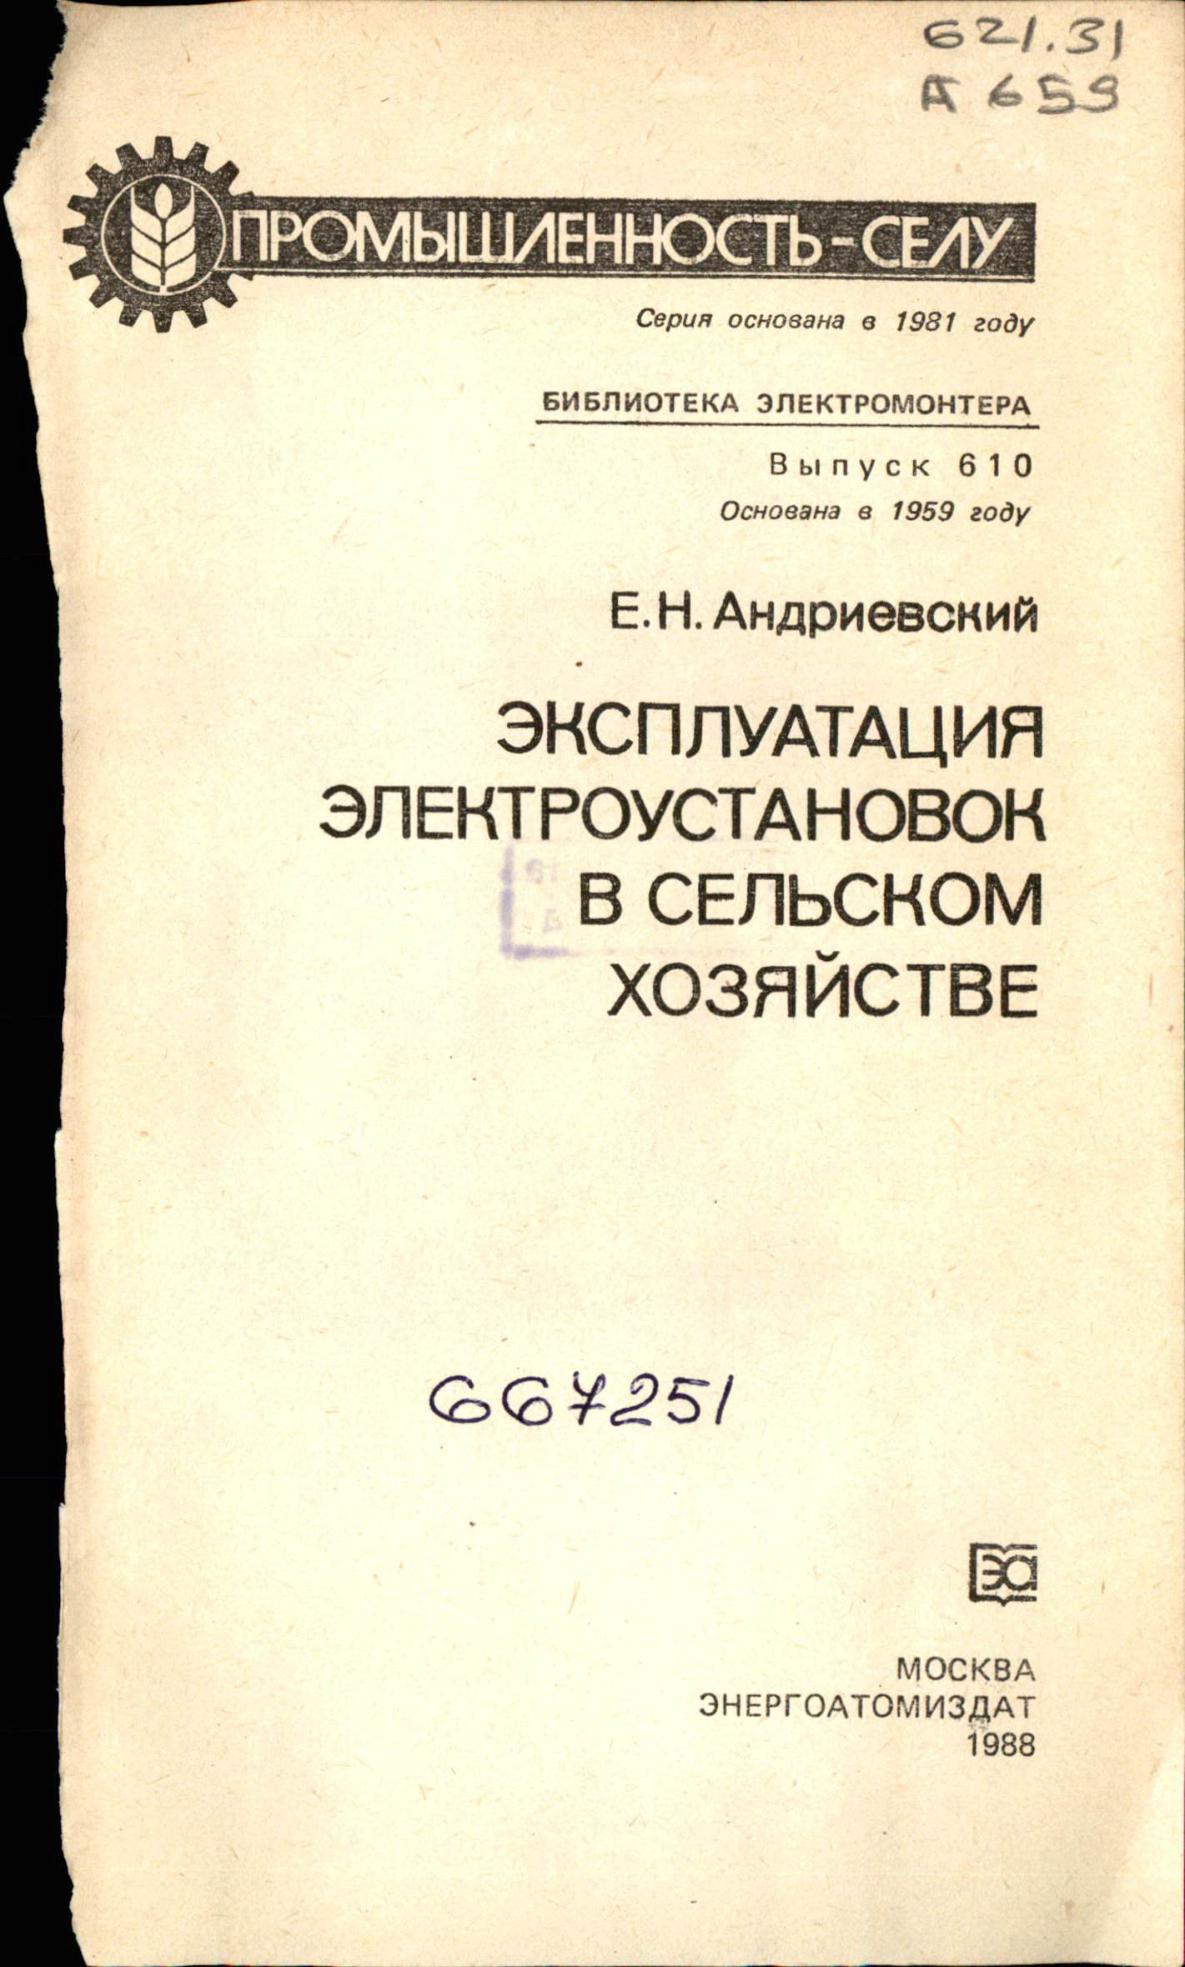 621.31
А 659
ПРОМЫШЛЕННОСТЬ-СЕЛУ
Серия основана в 1981 году
БИБЛИОТЕКА ЭЛЕКТРОМОНТЕРА
Выпуск 610
Основана в 1959 году
Е.Н. Андриевский
ЭКСПЛУАТАЦИЯ
ЭЛЕКТРОУСТАНОВОК
В СЕЛЬСКОМ
ХОЗЯЙСТВЕ
667251
ЭА
МОСКВА
ЭНЕРГОАТОМИЗДАТ
1988